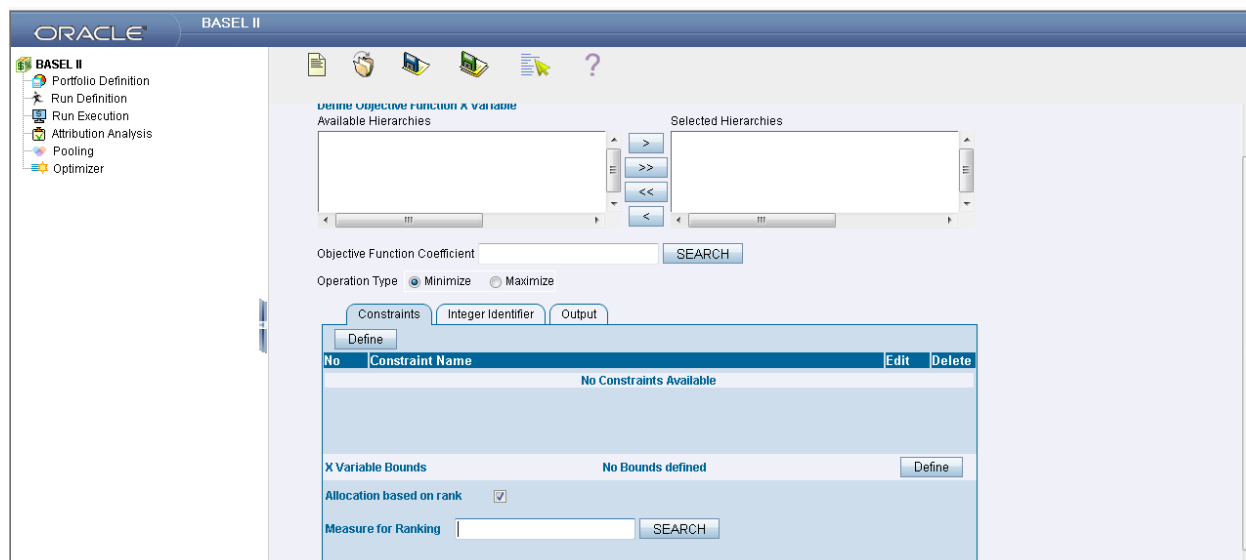 ORACLE
BASEL II
BASEL II
Portfolio Definition
Run Definition
Run Execution
Attribution Analysis
Pooling
Optimizer
?
Define Objective Function X Variable
Available Hierarchies
Selected Hierarchies
>
>>
<<
<
Objective Function Coefficient SEARCH
Operation Type Minimize Maximize
Constraints Integer Identifier Output
Define
No Constraint Name Edit Delete
No Constraints Available
X Variable Bounds No Bounds defined Define
Allocation based on rank
Measure for Ranking SEARCH